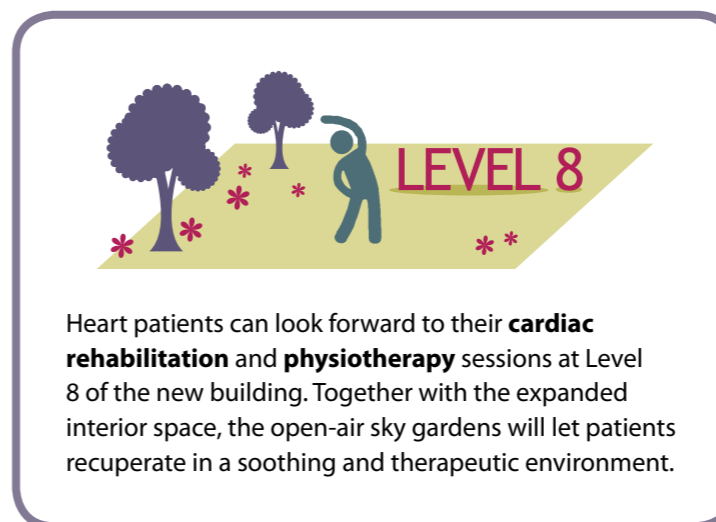 LEVEL 8
Heart patients can look forward to their cardiac
rehabilitation and physiotherapy sessions at Level
8 of the new building. Together with the expanded
interior space, the open-air sky gardens will let patients
recuperate in a soothing and therapeutic environment.